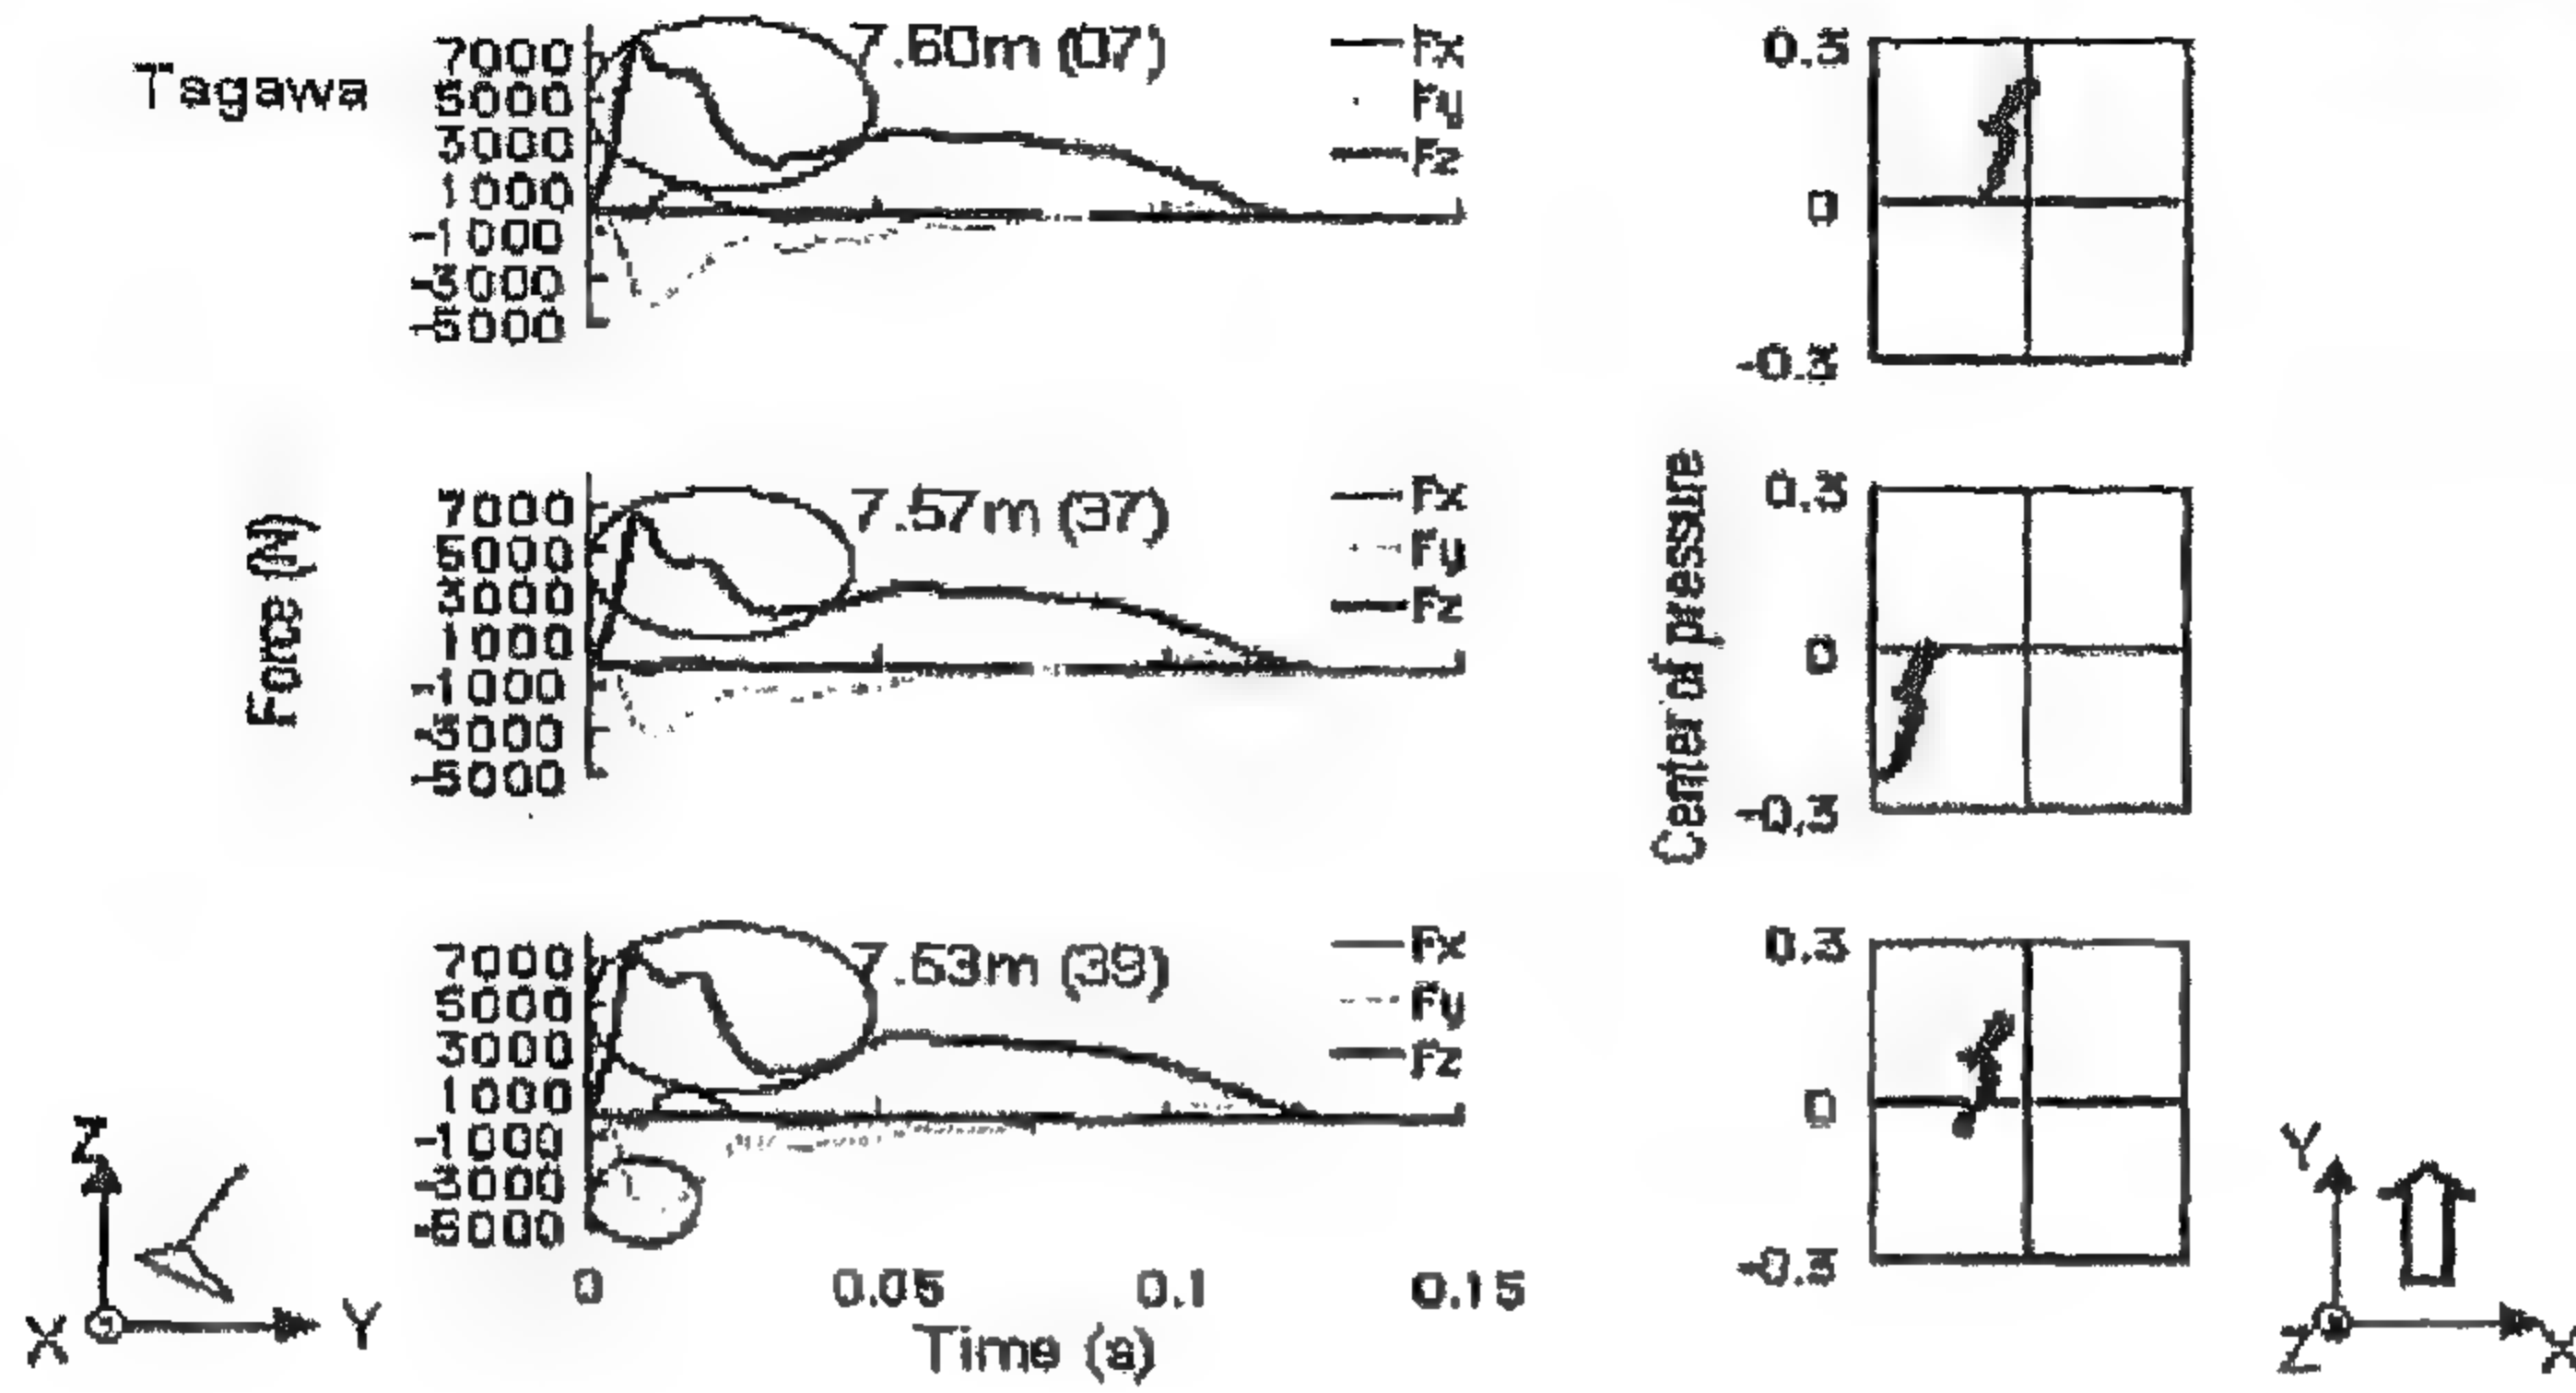 Tagawa
7.60m (07)
7000
5000
3000
1000
-1000
-3000
-5000
Fx
Fy
Fz
0.3
0
-0.3
Force (N)
7.57m (37)
7000
5000
3000
1000
-1000
-3000
-5000
Fx
Fy
Fz
Center of pressure
0.3
0
-0.3
7.53m (39)
7000
5000
3000
1000
-1000
-3000
-5000
Fx
Fy
Fz
0.3
0
-0.3
0 0.05 0.1 0.15
Time (s)
Z
X Y
Y
Z X